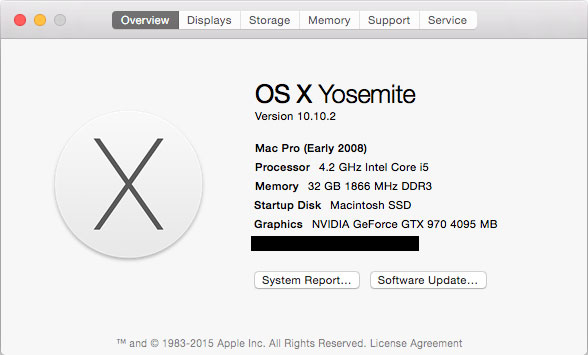 Overview Displays Storage Memory Support Service
OS X Yosemite
Version 10.10.2
Mac Pro (Early 2008)
Processor 4.2 GHz Intel Core i5
Memory 32 GB 1866 MHz DDR3
Startup Disk Macintosh SSD
Graphics NVIDIA GeForce GTX 970 4095 MB
System Report... Software Update...
™ and © 1983-2015 Apple Inc. All Rights Reserved. License Agreement